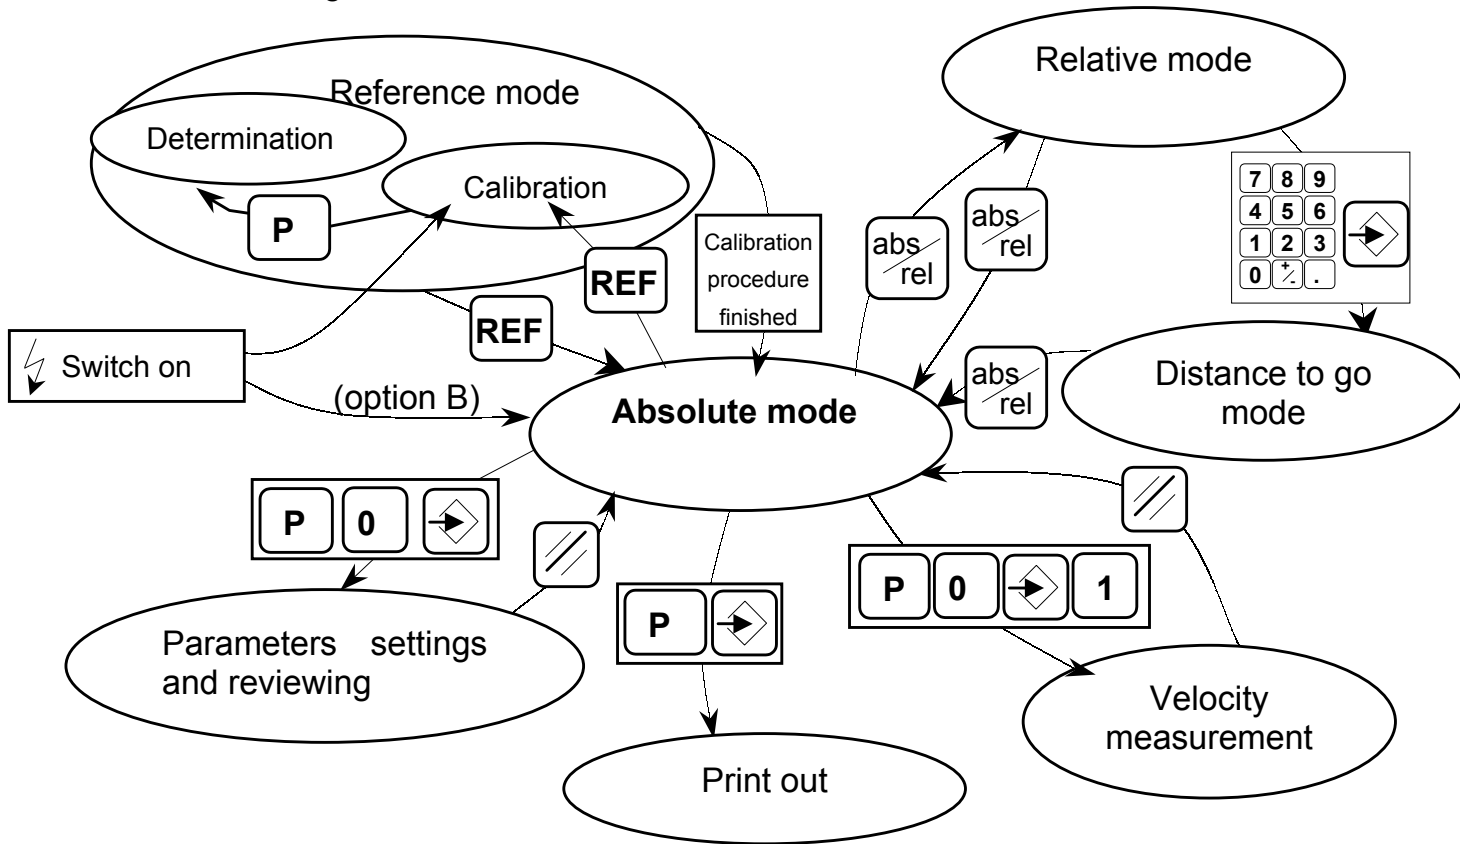 Relative mode
Reference mode
Determination
Calibration
P
REF
REF
Calibration
procedure
finished
abs
rel
abs
rel
7 8 9
4 5 6
1 2 3
0 +/- .
Switch on
(option B)
Absolute mode
abs
rel
Distance to go
mode
P 0
P
P 0 1
Parameters settings
and reviewing
Velocity
measurement
Print out